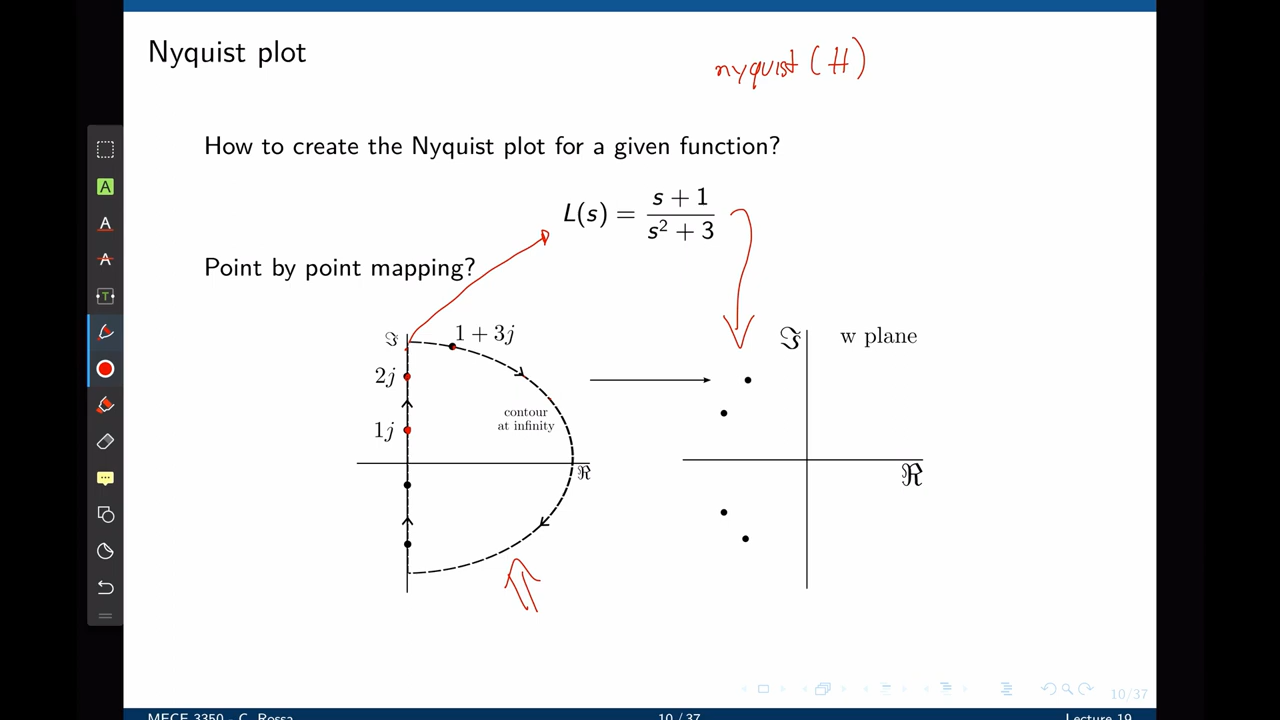 Nyquist plot
nyquist (H)
How to create the Nyquist plot for a given function?
L(s) = (s + 1)/(s² + 3)
Point by point mapping?
ℑ
1 + 3j
2j
1j
contour
at infinity
ℜ
ℑ
w plane
ℜ
A
A
A
T
10/37
MECE 3350 - C. Rossa
10 / 37
Lecture 19